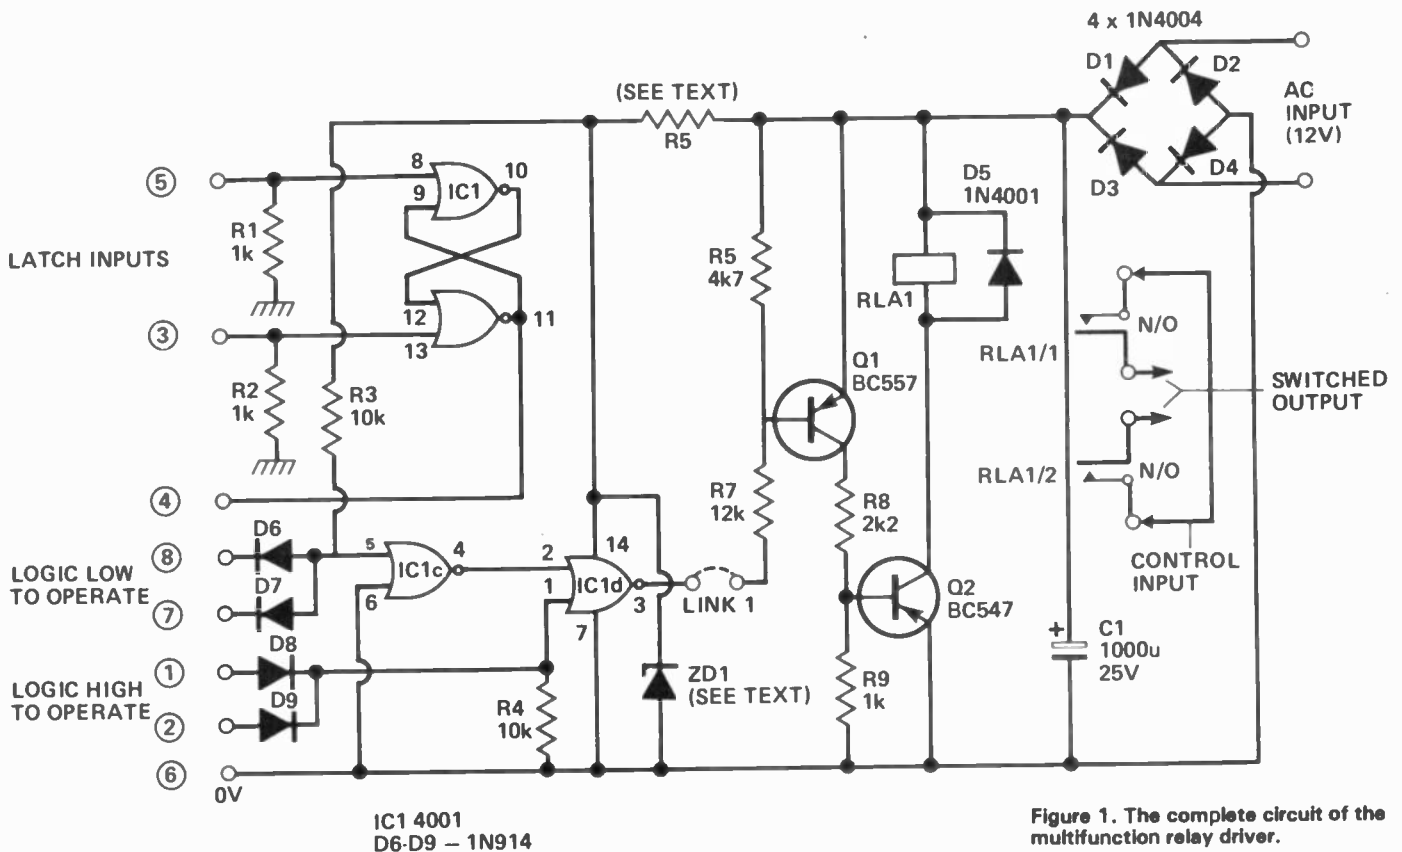 4 x 1N4004
D1
D2
D3
D4
AC
INPUT
(12V)
(SEE TEXT)
R5
5
8
9
IC1
10
R1
1k
LATCH INPUTS
12
13
11
3
R2
1k
R3
10k
4
D5
1N4001
RLA1
R5
4k7
Q1
BC557
RLA1/1
N/O
SWITCHED
OUTPUT
RLA1/2
N/O
CONTROL
INPUT
R7
12k
R8
2k2
D6
8
LOGIC LOW
TO OPERATE
D7
7
5
6
IC1c
4
2
1
14
IC1d
3
7
LINK 1
Q2
BC547
D8
1
LOGIC HIGH
TO OPERATE
D9
2
R4
10k
ZD1
(SEE TEXT)
R9
1k
+
C1
1000u
25V
6
0V
IC1 4001
D6-D9 – 1N914
Figure 1. The complete circuit of the
multifunction relay driver.